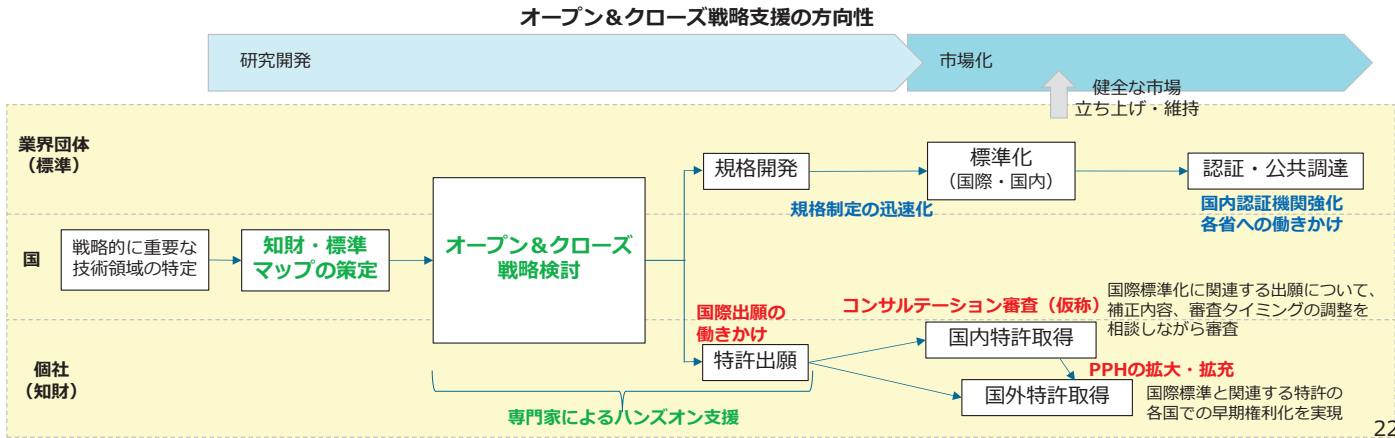 オープン＆クローズ戦略支援の方向性
研究開発
市場化
健全な市場
立ち上げ・維持
業界団体
（標準）
規格開発
標準化
（国際・国内）
認証・公共調達
規格制定の迅速化
国内認証機関強化
各省への働きかけ
国
戦略的に重要な
技術領域の特定
知財・標準
マップの策定
オープン＆クローズ
戦略検討
国際出願の
働きかけ
コンサルテーション審査（仮称）
国際標準化に関連する出願について、
補正内容、審査タイミングの調整を
相談しながら審査
個社
（知財）
特許出願
国内特許取得
PPHの拡大・拡充
国外特許取得
国際標準と関連する特許の
各国での早期権利化を実現
専門家によるハンズオン支援
22